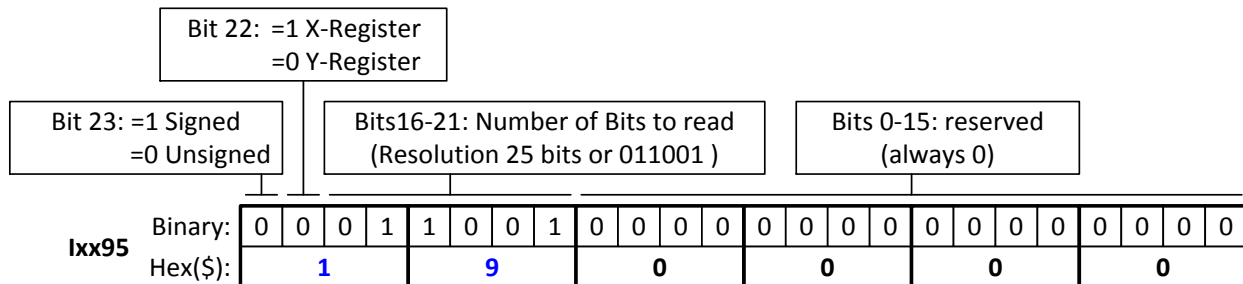 Bit 22: =1 X-Register
=0 Y-Register
Bit 23: =1 Signed
=0 Unsigned
Bits16-21: Number of Bits to read
(Resolution 25 bits or 011001 )
Bits 0-15: reserved
(always 0)
Ixx95
Binary: 0 0 0 1 1 0 0 1 0 0 0 0 0 0 0 0 0 0 0 0 0 0 0 0
Hex($): 1 9 0 0 0 0